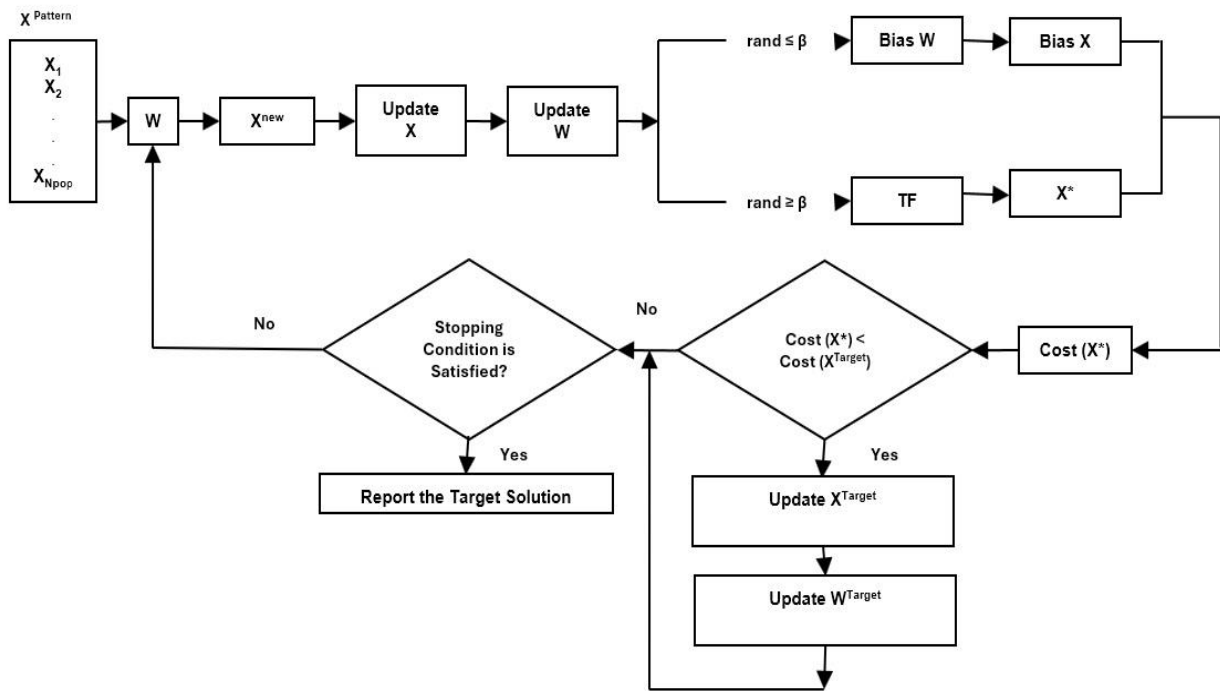 X Pattern
X1
X2
.
.
.
XNpop
W
Xnew
Update
X
Update
W
rand ≤ β
Bias W
Bias X
rand ≥ β
TF
X*
No
Stopping
Condition is
Satisfied?
No
Cost (X*) <
Cost (XTarget)
Cost (X*)
Yes
Report the Target Solution
Yes
Update XTarget
Update WTarget